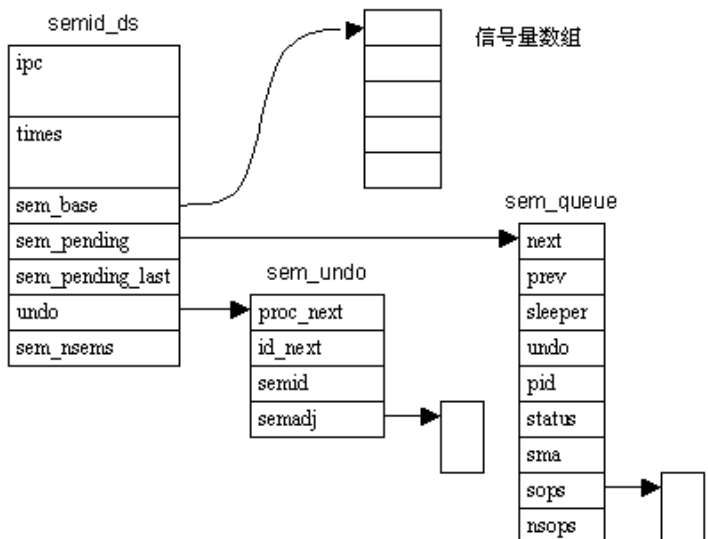 semid_ds
ipc
times
sem_base
sem_pending
sem_pending_last
undo
sem_nsems
信号量数组
sem_undo
proc_next
id_next
semid
semadj
sem_queue
next
prev
sleeper
undo
pid
status
sma
sops
nsops